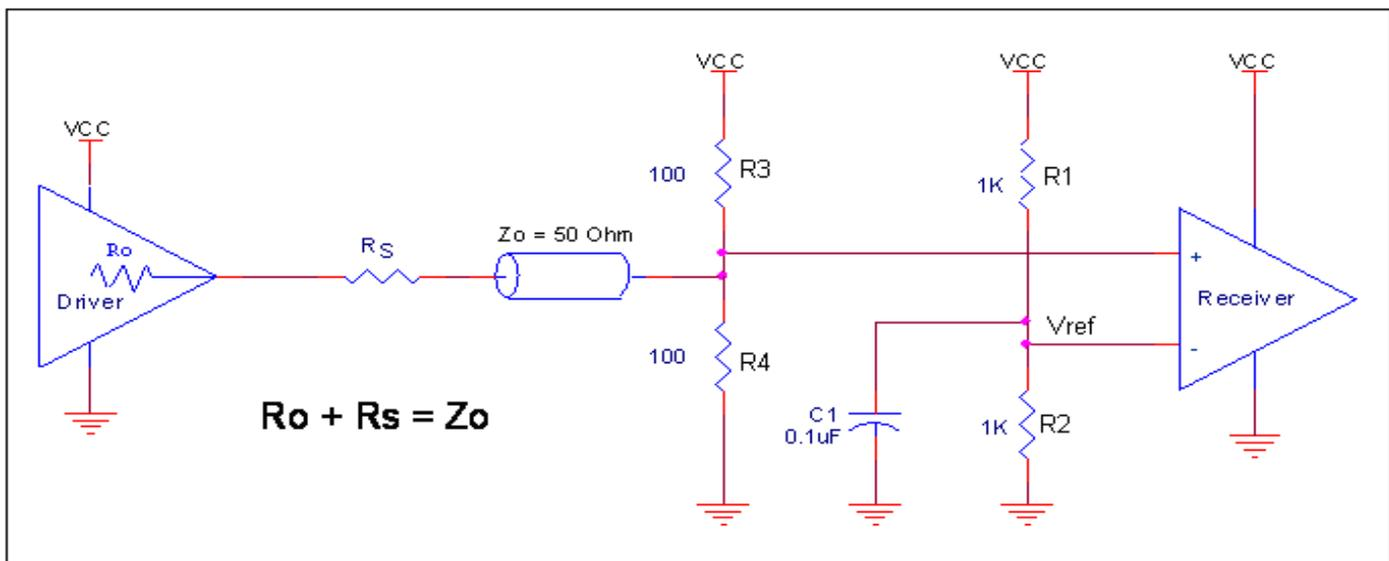 VCC
VCC
VCC
VCC
R3
100
R1
1K
Zo = 50 Ohm
Ro
RS
+
Driver
Receiver
Vref
-
100
R4
Ro + Rs = Zo
C1
0.1uF
1K
R2